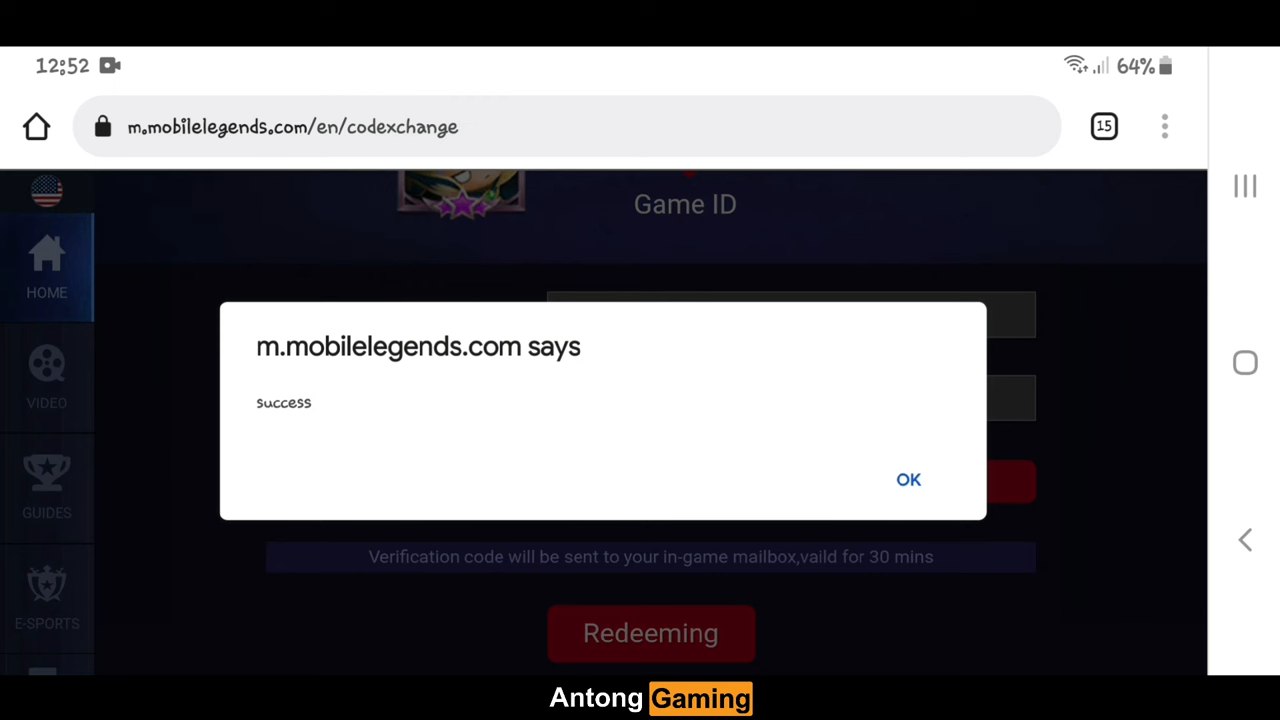 12:52
64%
m.mobilelegends.com/en/codexchange
15
Game ID
HOME
m.mobilelegends.com says
success
VIDEO
OK
GUIDES
Verification code will be sent to your in-game mailbox,vaild for 30 mins
E-SPORTS
Redeeming
Antong Gaming